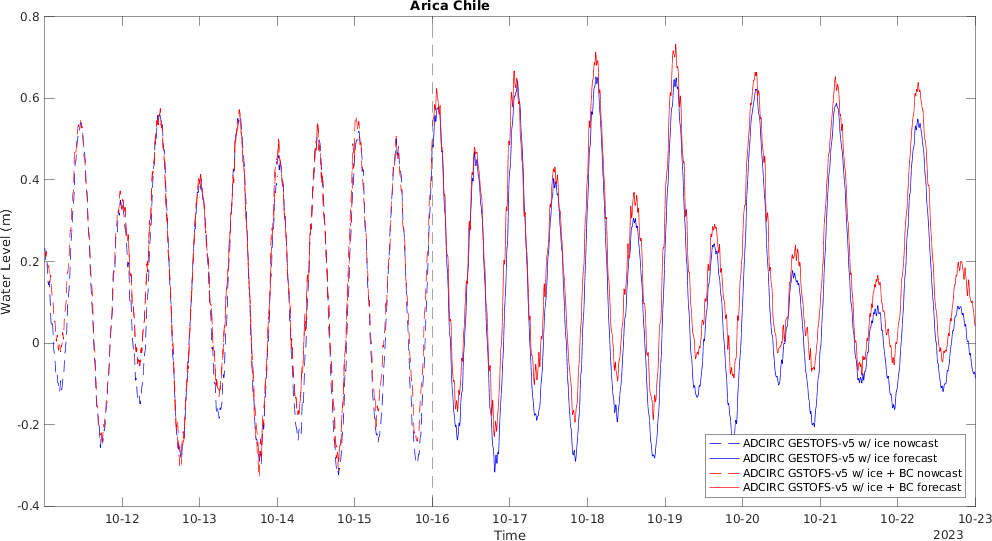 Arica Chile
0.8
0.6
0.4
0.2
0
-0.2
-0.4
Water Level (m)
10-12 10-13 10-14 10-15 10-16 10-17 10-18 10-19 10-20 10-21 10-22 10-23
Time
2023
ADCIRC GESTOFS-v5 w/ ice nowcast
ADCIRC GESTOFS-v5 w/ ice forecast
ADCIRC GSTOFS-v5 w/ ice + BC nowcast
ADCIRC GSTOFS-v5 w/ ice + BC forecast